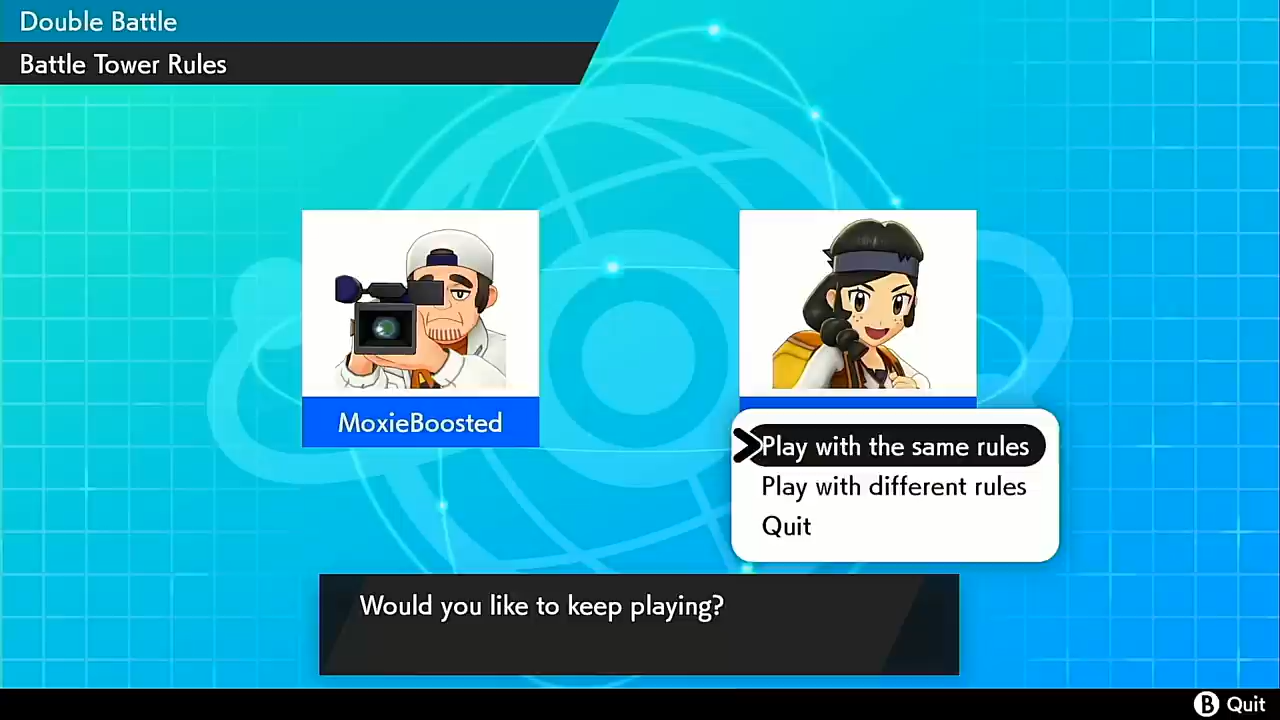 Double Battle
Battle Tower Rules
MoxieBoosted
Play with the same rules
Play with different rules
Quit
Would you like to keep playing?
B Quit